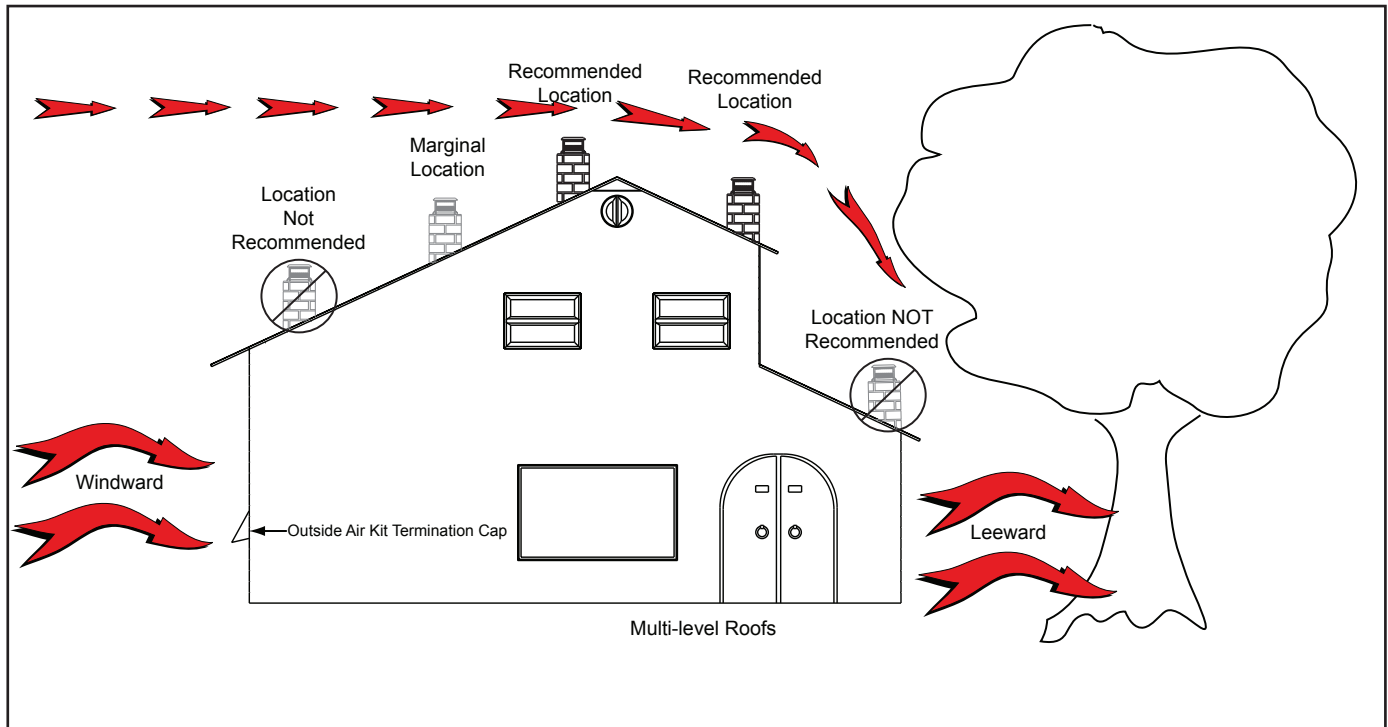 Recommended
Location
Recommended
Location
Marginal
Location
Location
Not
Recommended
Location NOT
Recommended
Windward
Outside Air Kit Termination Cap
Leeward
Multi-level Roofs